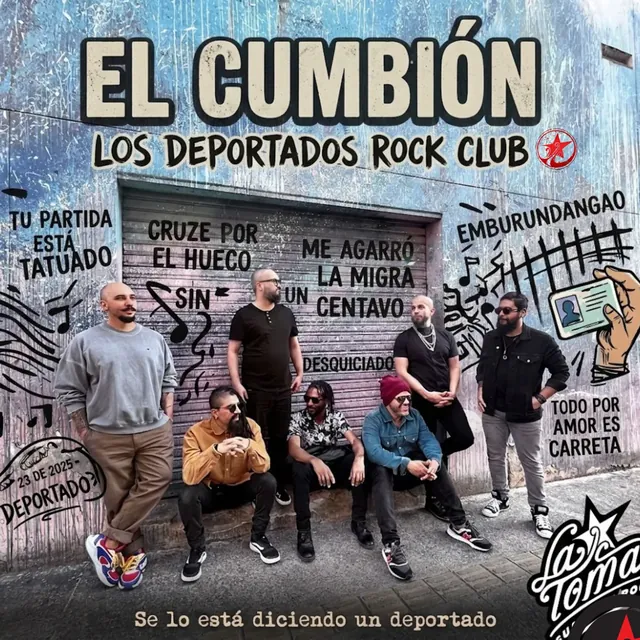 EL CUMBIÓN
LOS DEPORTADOS ROCK CLUB
TU PARTIDA
ESTÁ
TATUADO
CRUZE POR
EL HUECO
ME AGARRÓ
LA MIGRA
SIN UN CENTAVO
EMBURUNDANGAO
DESQUICIADO
TODO POR
AMOR ES
CARRETA
23 DE 2025-
DEPORTADO
La Toma
Se lo está diciendo un deportado